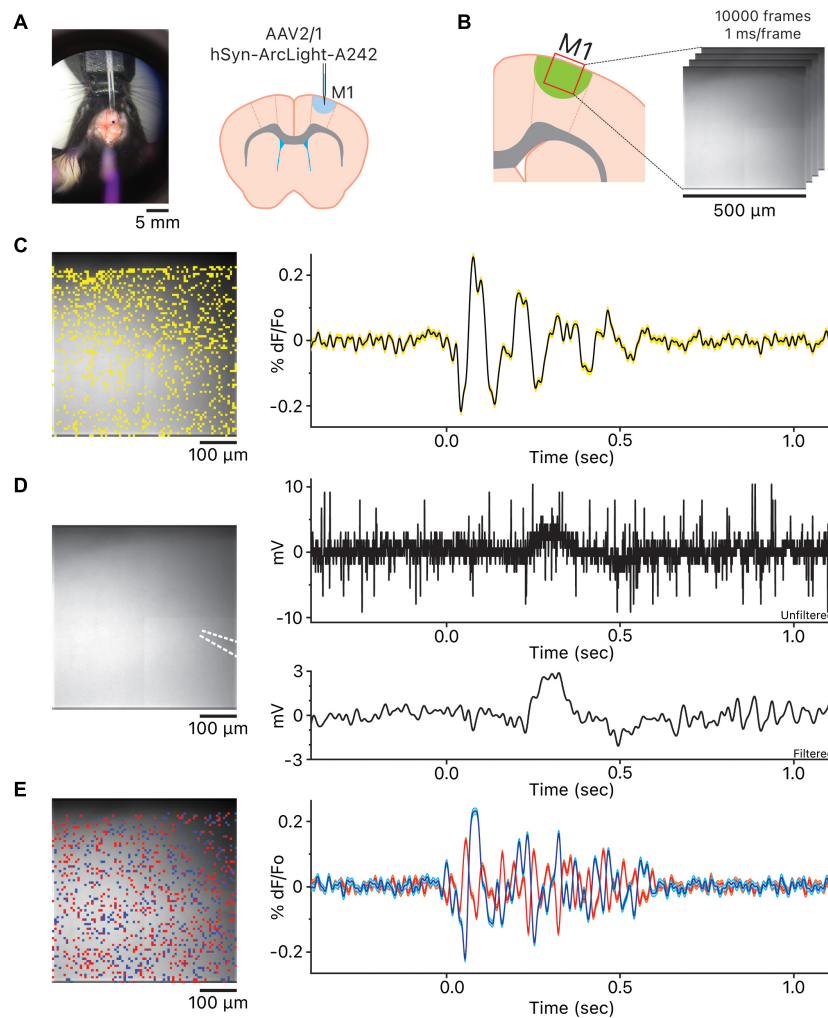 A
AAV2/1
hSyn-ArcLight-A242
M1
5 mm
B
10000 frames
1 ms/frame
M1
500 µm
C
100 µm
% dF/Fo
0.2
0
-0.2
0.0
0.5
1.0
Time (sec)
D
100 µm
mV
10
0
-10
Unfiltered
0.0
0.5
1.0
Time (sec)
mV
3
0
-3
Filtered
0.0
0.5
1.0
Time (sec)
E
100 µm
% dF/Fo
0.2
0
-0.2
0.0
0.5
1.0
Time (sec)